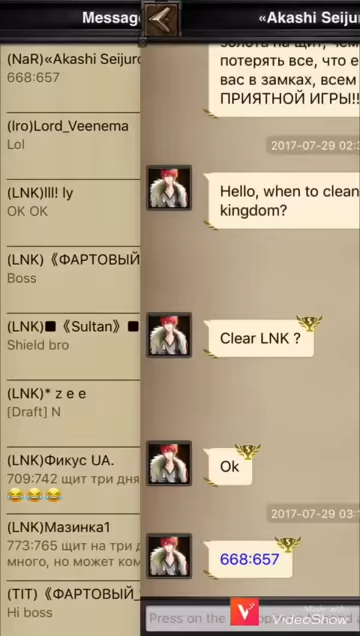 Messag
«Akashi Seiju
(NaR)«Akashi Seijuro
668:657
(Iro)Lord_Veenema
Lol
(LNK)lll! ly
OK OK
(LNK)《ФАРТОВЫЙ
Boss
(LNK)■《Sultan》■
Shield bro
(LNK)* z e e
[Draft] N
(LNK)Фикус UA.
709:742 щит три дня
😂😂😂
(LNK)Мазинка1
773:765 щит на три д
много, но может ком
(TIT)《ФАРТОВЫЙ_
Hi boss
золота на щит, чем
потерять все, что е
вас в замках, всем
ПРИЯТНОЙ ИГРЫ!!
2017-07-29 02:
Hello, when to clean
kingdom?
Clear LNK ?
Ok
2017-07-29 03:1
668:657
Press on the
Made with
VideoShow